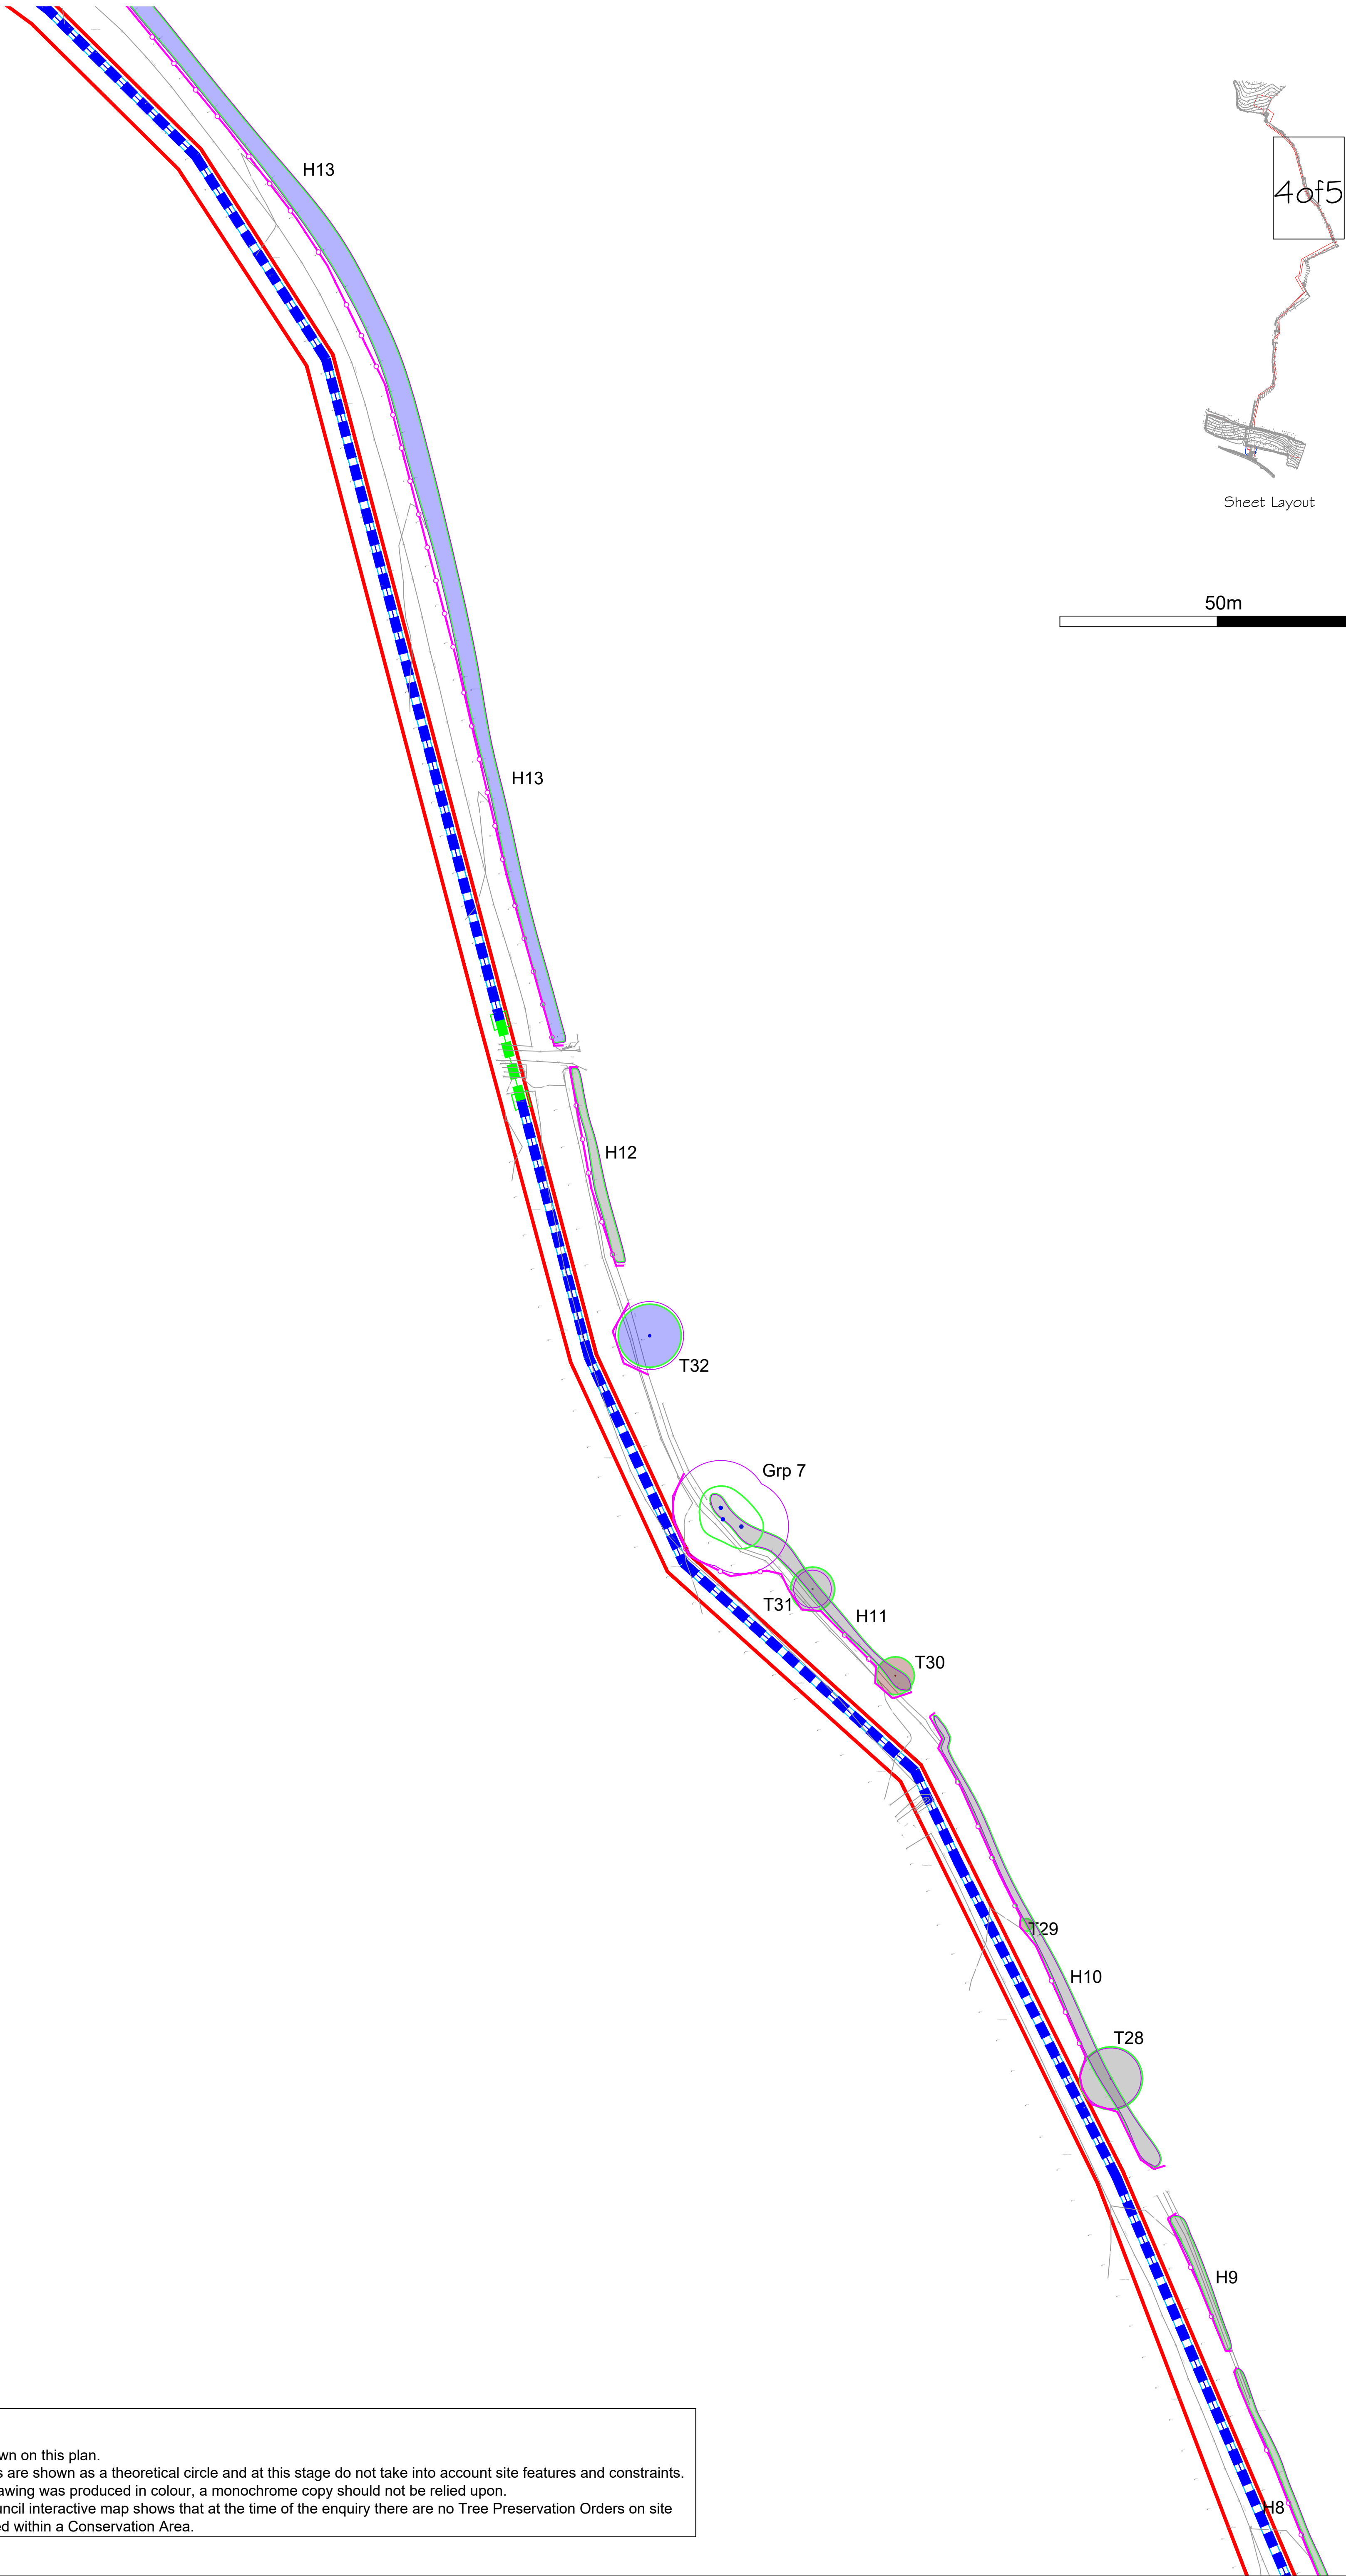 H13
4of5
Sheet Layout
50m
H13
H12
T32
Grp 7
T31
H11
T30
T29
H10
T28
H9
H8
wn on this plan.
s are shown as a theoretical circle and at this stage do not take into account site features and constraints.
awing was produced in colour, a monochrome copy should not be relied upon.
uncil interactive map shows that at the time of the enquiry there are no Tree Preservation Orders on site
ed within a Conservation Area.